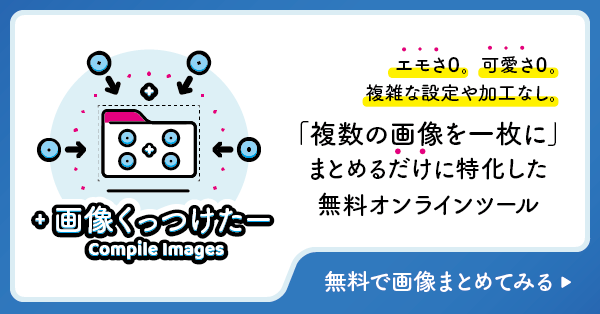 エモさ0。 可愛さ0。
複雑な設定や加工なし。
「複数の画像を一枚に」
まとめるだけに特化した
無料オンラインツール
画像くっつけたー
Compile Images
無料で画像まとめてみる